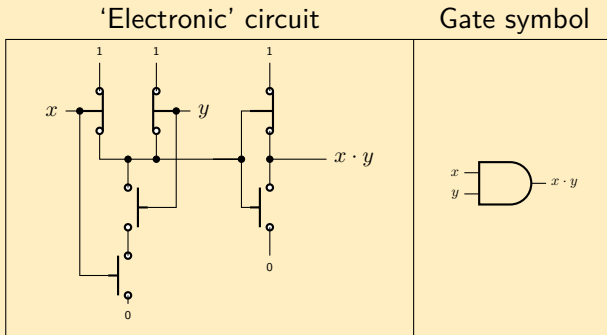 ‘Electronic’ circuit Gate symbol
1 1 1
x y
x · y
0
0
x
y
x · y